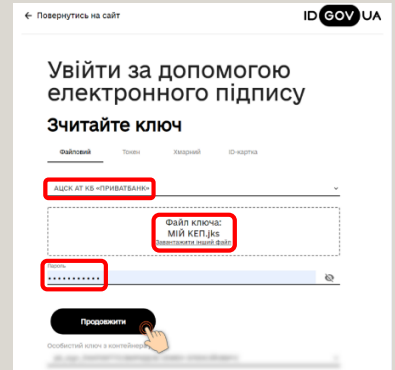 ← Повернутись на сайт
ID GOV UA
Увійти за допомогою
електронного підпису
Зчитайте ключ
Файловий Токен Хмарний ID-картка
АЦСК АТ КБ «ПРИВАТБАНК»
Файл ключа:
МІЙ КЕП.jks
Завантажити інший файл
Пароль
•••••••••••
Продовжити
Особистий ключ з контейнера